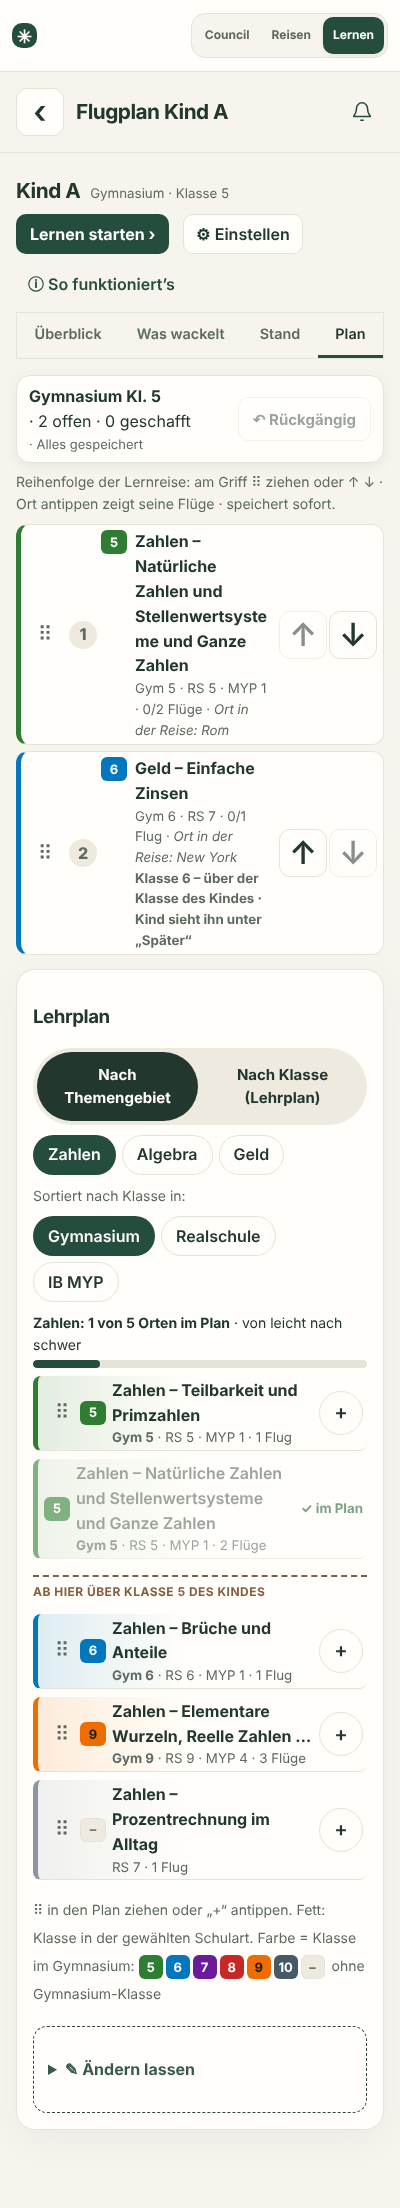 Council Reisen Lernen
‹ Flugplan Kind A
Kind A Gymnasium · Klasse 5
Lernen starten › ⚙ Einstellen
ⓘ So funktioniert’s
Überblick Was wackelt Stand Plan
Gymnasium Kl. 5
· 2 offen · 0 geschafft
· Alles gespeichert
↶ Rückgängig
Reihenfolge der Lernreise: am Griff ⠿ ziehen oder ↑ ↓ ·
Ort antippen zeigt seine Flüge · speichert sofort.
⠿ 1 5 Zahlen –
Natürliche
Zahlen und
Stellenwertsyste
me und Ganze
Zahlen
Gym 5 · RS 5 · MYP 1
· 0/2 Flüge · Ort in
der Reise: Rom
↑ ↓
⠿ 2 6 Geld – Einfache
Zinsen
Gym 6 · RS 7 · 0/1
Flug · Ort in der
Reise: New York
Klasse 6 – über der
Klasse des Kindes ·
Kind sieht ihn unter
„Später“
↑ ↓
Lehrplan
Nach
Themengebiet
Nach Klasse
(Lehrplan)
Zahlen Algebra Geld
Sortiert nach Klasse in:
Gymnasium Realschule
IB MYP
Zahlen: 1 von 5 Orten im Plan · von leicht nach
schwer
⠿ 5 Zahlen – Teilbarkeit und
Primzahlen
Gym 5 · RS 5 · MYP 1 · 1 Flug
+
5 Zahlen – Natürliche Zahlen
und Stellenwertsysteme
und Ganze Zahlen
Gym 5 · RS 5 · MYP 1 · 2 Flüge
✓ im Plan
AB HIER ÜBER KLASSE 5 DES KINDES
⠿ 6 Zahlen – Brüche und
Anteile
Gym 6 · RS 6 · MYP 1 · 1 Flug
+
⠿ 9 Zahlen – Elementare
Wurzeln, Reelle Zahlen …
Gym 9 · RS 9 · MYP 4 · 3 Flüge
+
⠿ – Zahlen –
Prozentrechnung im
Alltag
RS 7 · 1 Flug
+
⠿ in den Plan ziehen oder „+“ antippen. Fett:
Klasse in der gewählten Schulart. Farbe = Klasse
im Gymnasium: 5 6 7 8 9 10 – ohne
Gymnasium-Klasse
▶ ✎ Ändern lassen